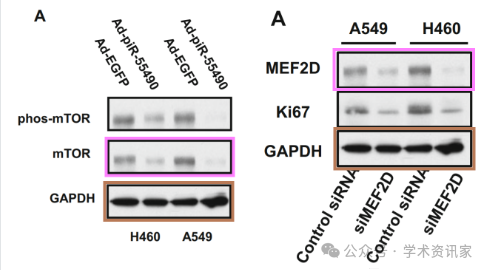 A
Ad-EGFP
Ad-piR-55490
Ad-EGFP
Ad-piR-55490
phos-mTOR
mTOR
GAPDH
H460 A549
A
A549 H460
MEF2D
Ki67
GAPDH
Control siRNA
siMEF2D
Control siRNA
siMEF2D
公众号 · 学术资讯家